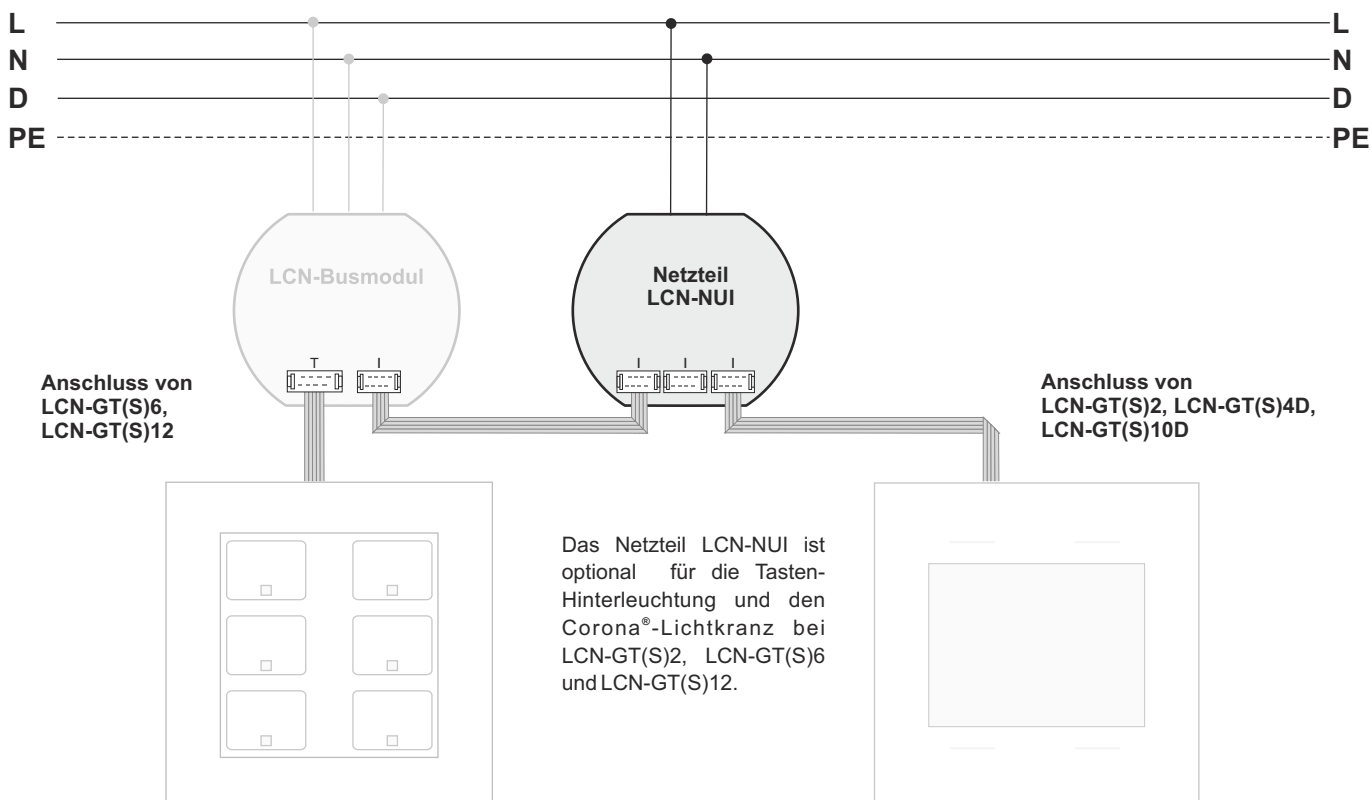 L L
N N
D D
PE PE
LCN-Busmodul
T I
Netzteil
LCN-NUI
I I I
Anschluss von
LCN-GT(S)6,
LCN-GT(S)12
Anschluss von
LCN-GT(S)2, LCN-GT(S)4D,
LCN-GT(S)10D
Das Netzteil LCN-NUI ist
optional für die Tasten-
Hinterleuchtung und den
Corona®-Lichtkranz bei
LCN-GT(S)2, LCN-GT(S)6
und LCN-GT(S)12.